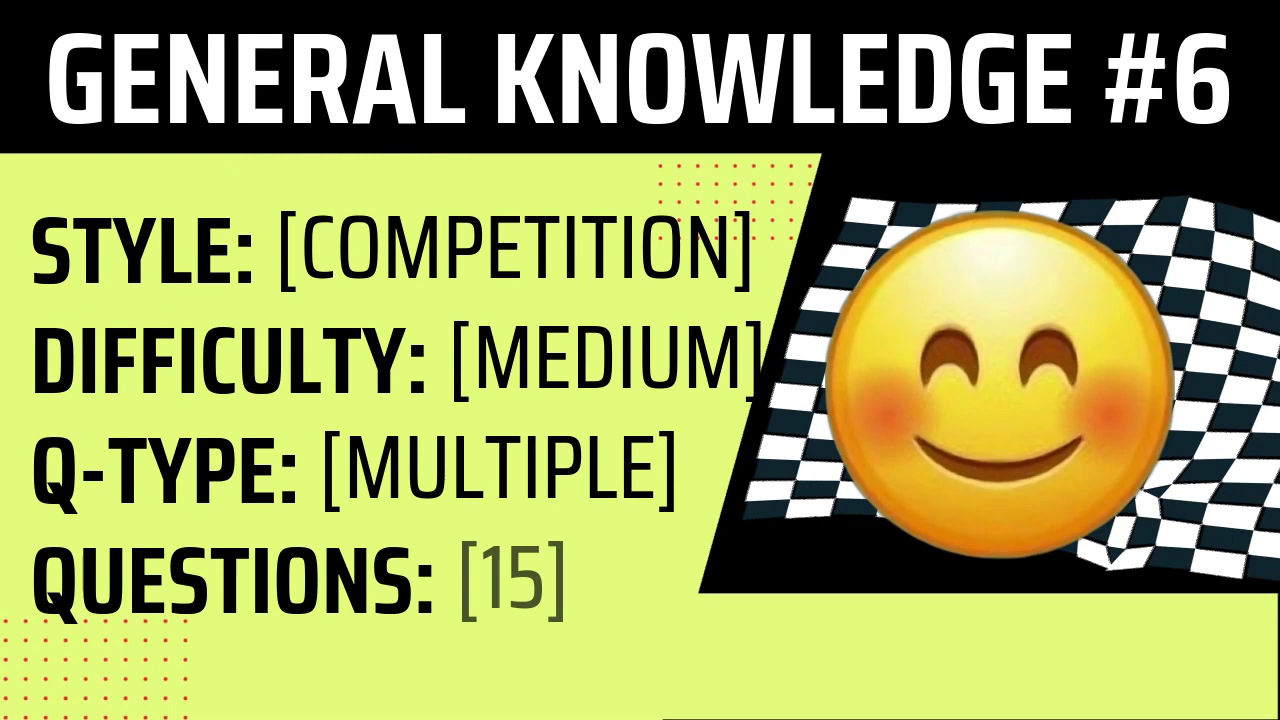 GENERAL KNOWLEDGE #6
STYLE: [COMPETITION]
DIFFICULTY: [MEDIUM]
Q-TYPE: [MULTIPLE]
QUESTIONS: [15]